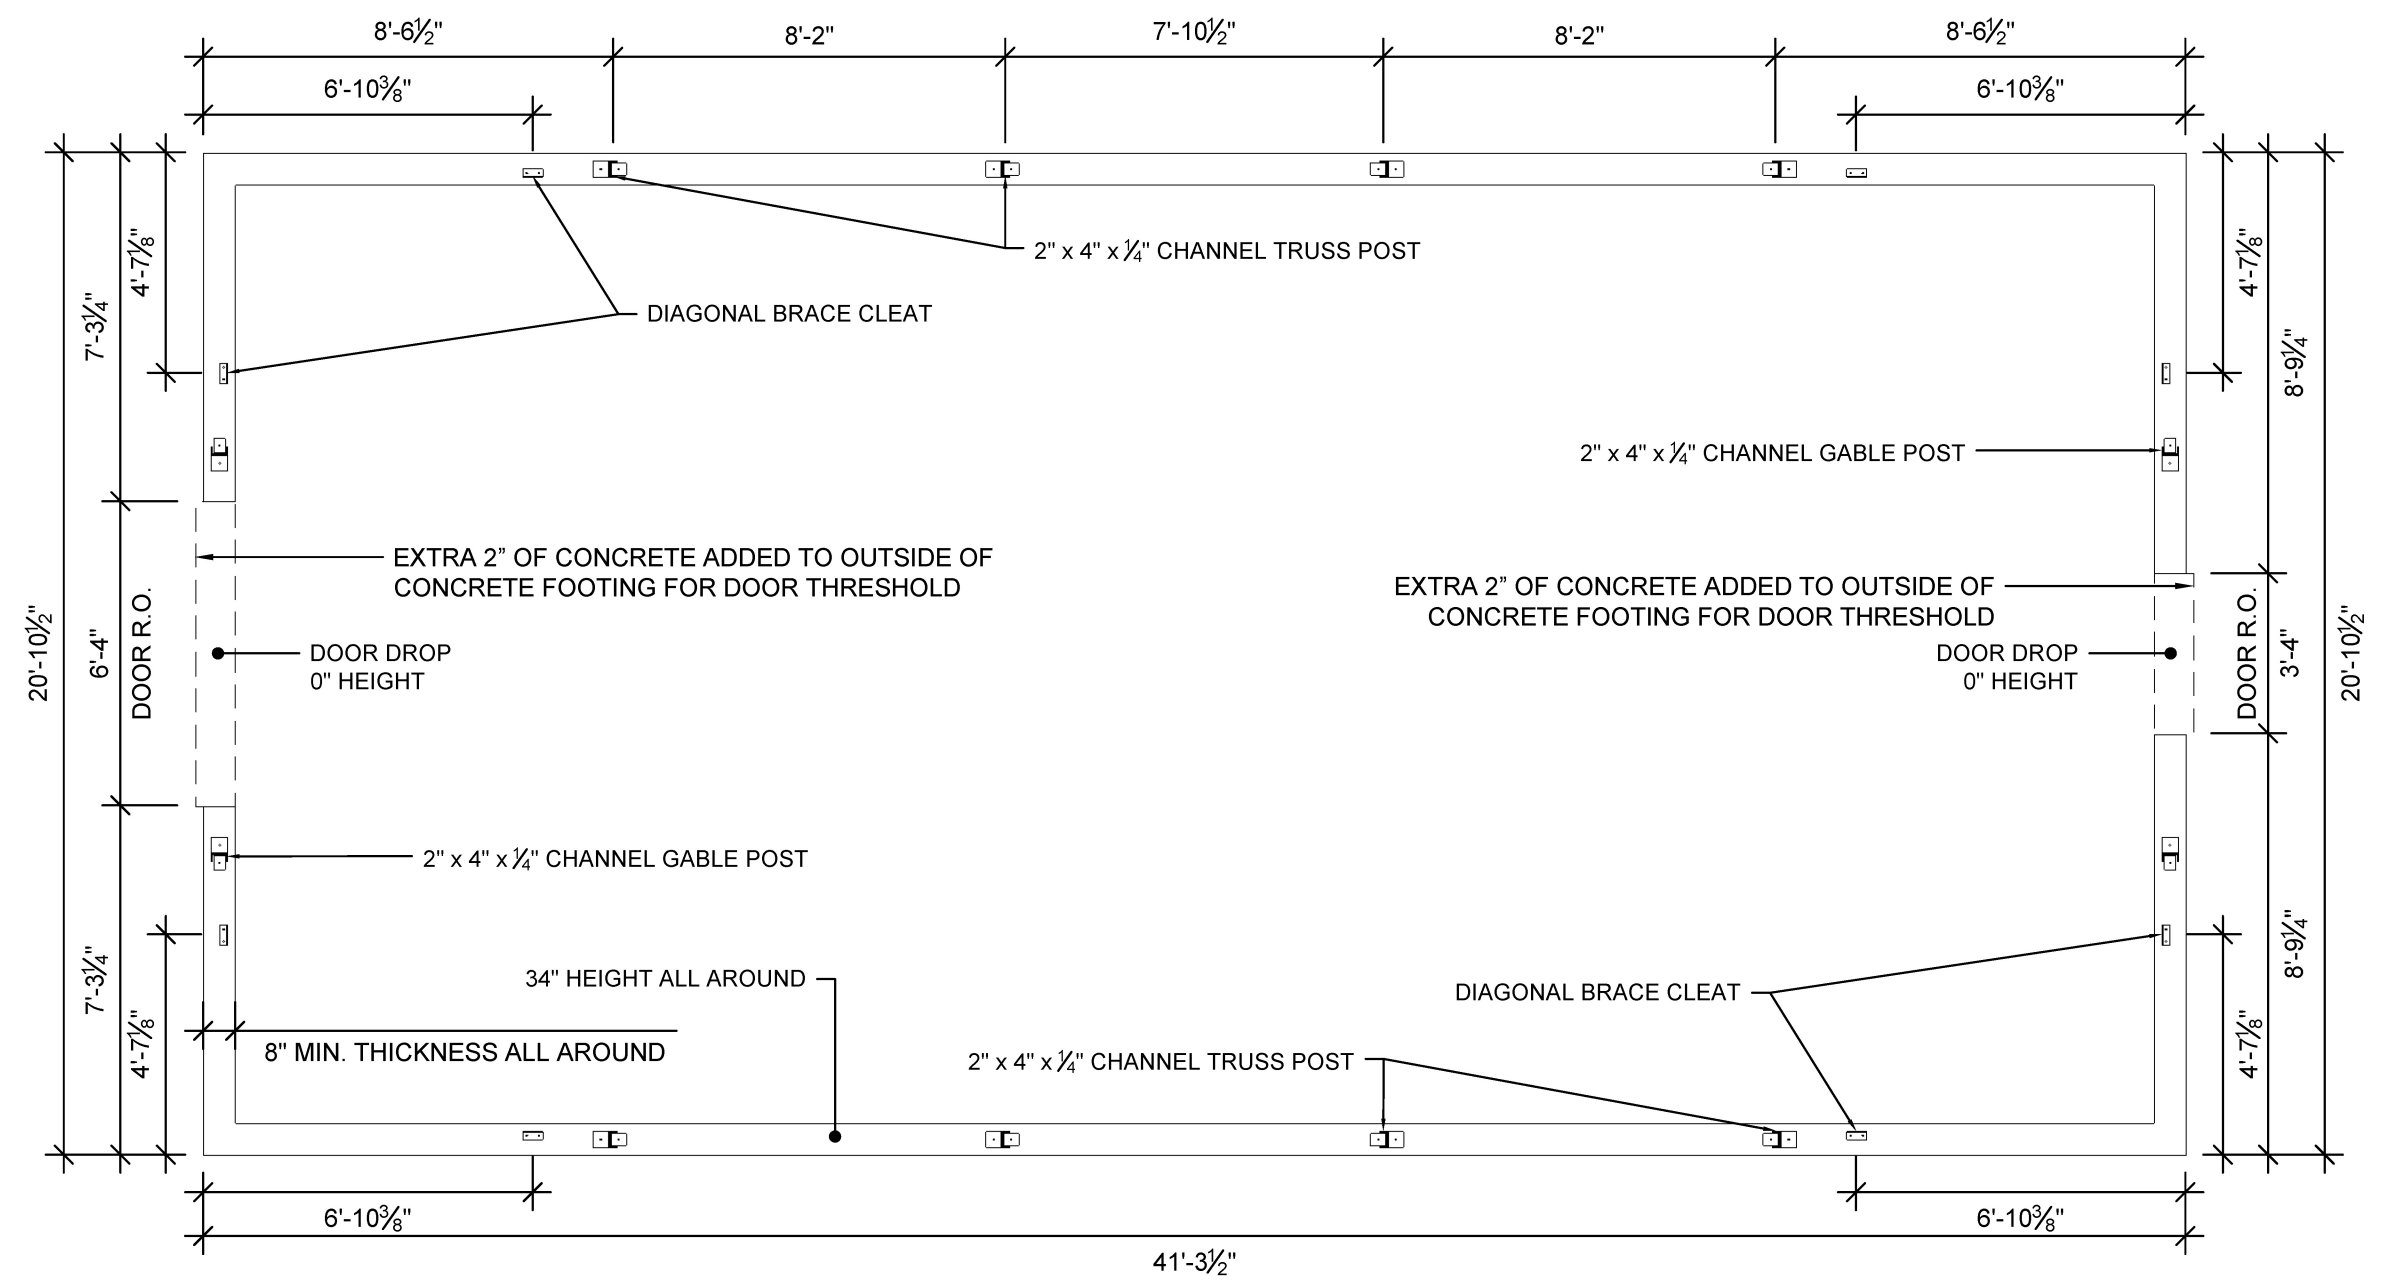 8'-6½" 8'-2" 7'-10½" 8'-2" 8'-6½"
6'-10⅜" 6'-10⅜"
4'-7⅛"
7'-3¼"
4'-7⅛"
8'-9¼"
2" x 4" x ¼" CHANNEL TRUSS POST
DIAGONAL BRACE CLEAT
2" x 4" x ¼" CHANNEL GABLE POST
EXTRA 2” OF CONCRETE ADDED TO OUTSIDE OF
CONCRETE FOOTING FOR DOOR THRESHOLD
EXTRA 2” OF CONCRETE ADDED TO OUTSIDE OF
CONCRETE FOOTING FOR DOOR THRESHOLD
20'-10½"
6'-4"
DOOR R.O.
DOOR DROP
0" HEIGHT
DOOR DROP
0" HEIGHT
DOOR R.O.
3'-4"
20'-10½"
2" x 4" x ¼" CHANNEL GABLE POST
34" HEIGHT ALL AROUND
DIAGONAL BRACE CLEAT
7'-3¼"
4'-7⅛"
8'-9¼"
4'-7⅛"
8" MIN. THICKNESS ALL AROUND
2" x 4" x ¼" CHANNEL TRUSS POST
6'-10⅜" 6'-10⅜"
41'-3½"